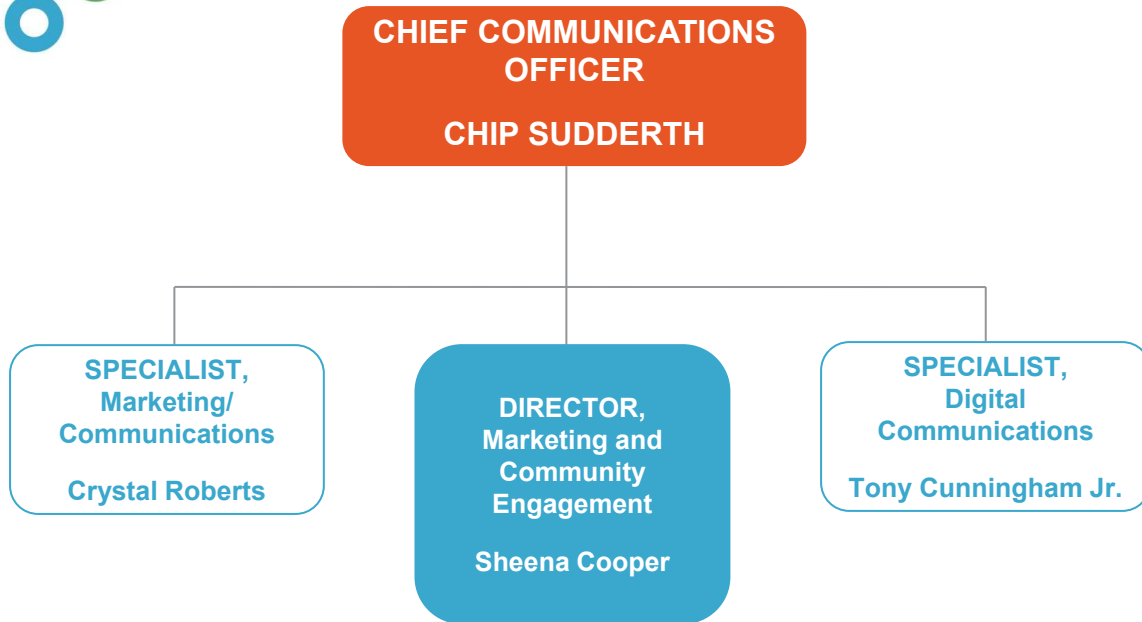 CHIEF COMMUNICATIONS
OFFICER
CHIP SUDDERTH
SPECIALIST,
Marketing/
Communications
Crystal Roberts
DIRECTOR,
Marketing and
Community
Engagement
Sheena Cooper
SPECIALIST,
Digital
Communications
Tony Cunningham Jr.